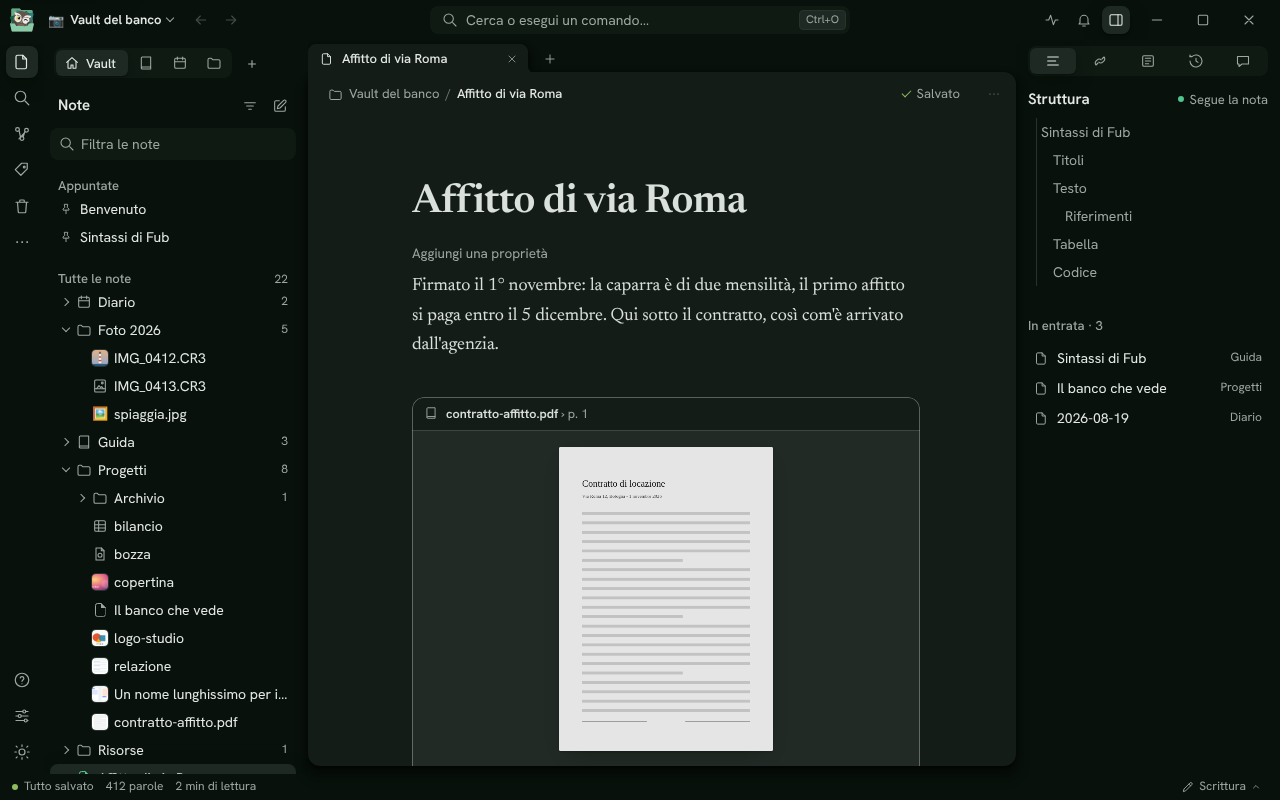 Vault del banco
Cerca o esegui un comando...
Ctrl+O
Vault
Affitto di via Roma
Note
Filtra le note
Appuntate
Benvenuto
Sintassi di Fub
Tutte le note 22
Diario 2
Foto 2026 5
IMG_0412.CR3
IMG_0413.CR3
spiaggia.jpg
Guida 3
Progetti 8
Archivio 1
bilancio
bozza
copertina
Il banco che vede
logo-studio
relazione
Un nome lunghissimo per i...
contratto-affitto.pdf
Risorse 1
Vault del banco / Affitto di via Roma
Salvato
Affitto di via Roma
Aggiungi una proprietà
Firmato il 1° novembre: la caparra è di due mensilità, il primo affitto
si paga entro il 5 dicembre. Qui sotto il contratto, così com'è arrivato
dall'agenzia.
contratto-affitto.pdf › p. 1
Contratto di locazione
Struttura
Segue la nota
Sintassi di Fub
Titoli
Testo
Riferimenti
Tabella
Codice
In entrata · 3
Sintassi di Fub Guida
Il banco che vede Progetti
2026-08-19 Diario
Tutto salvato 412 parole 2 min di lettura
Scrittura